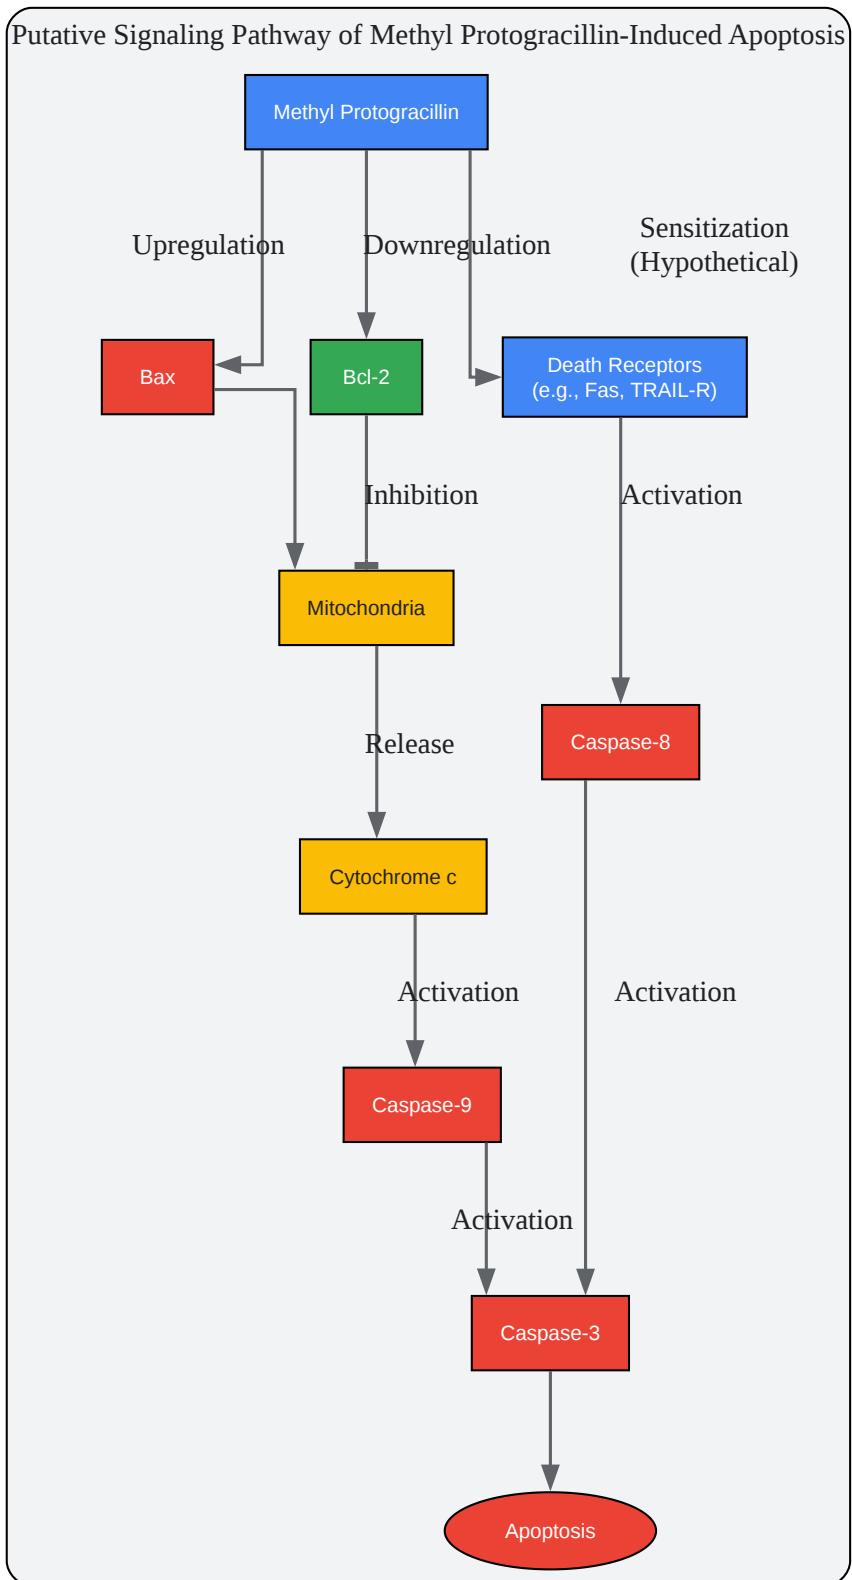 Putative Signaling Pathway of Methyl Protogracillin-Induced Apoptosis
Methyl Protogracillin
Upregulation
Downregulation
Sensitization
(Hypothetical)
Bax
Bcl-2
Death Receptors
(e.g., Fas, TRAIL-R)
Inhibition
Activation
Mitochondria
Release
Caspase-8
Cytochrome c
Activation
Activation
Caspase-9
Activation
Caspase-3
Apoptosis